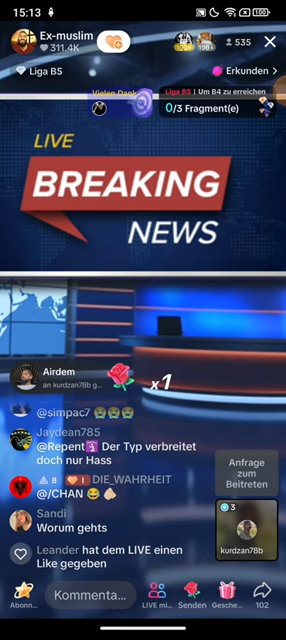 15:13
100
Ex-muslim
311.4K
100+
100+
535
Liga B5
Erkunden
Vielen Dank
Liga B5 | Um B4 zu erreichen
0/3 Fragment(e)
LIVE
BREAKING
NEWS
Airdem
an kurdzan78b g...
x1
@simpac7 😭😭😭
Jaydean785
@Repent🛐 Der Typ verbreitet
doch nur Hass
8
I
DIE_WAHRHEIT
@/CHAN 😂
Sandi
Worum gehts
Leander hat dem LIVE einen
Like gegeben
Anfrage
zum
Beitreten
3
kurdzan78b
Abonn...
Kommenta...
LIVE mi...
Senden
Gesche...
102